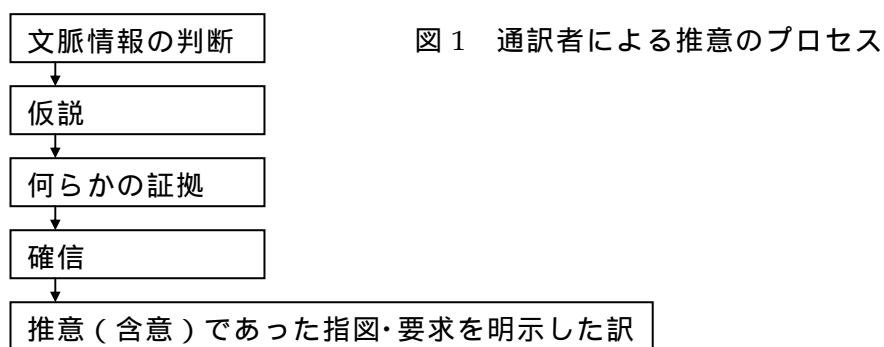 文脈情報の判断
図1 通訳者による推意のプロセス
仮説
何らかの証拠
確信
推意(含意)であった指図・要求を明示した訳